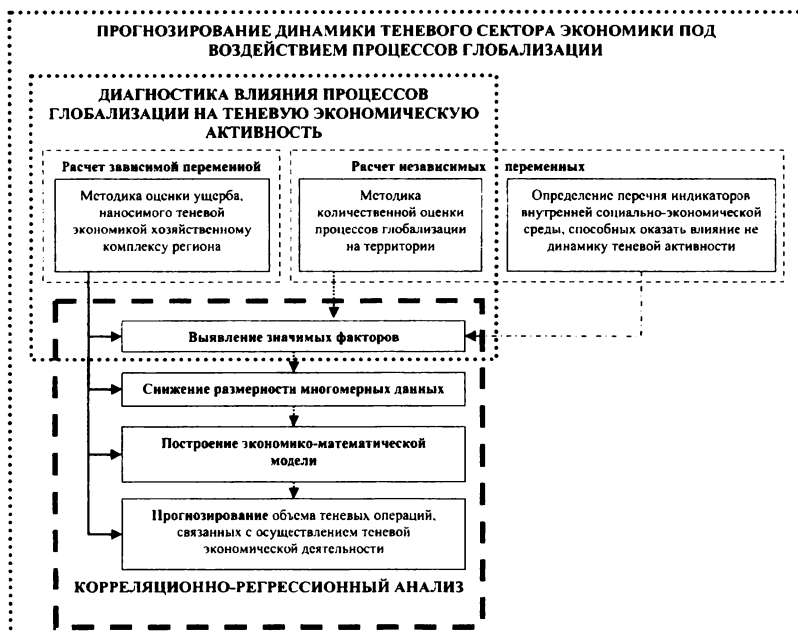 ПРОГНОЗИРОВАНИЕ ДИНАМИКИ ТЕНЕВОГО СЕКТОРА ЭКОНОМИКИ ПОД
ВОЗДЕЙСТВИЕМ ПРОЦЕССОВ ГЛОБАЛИЗАЦИИ
ДИАГНОСТИКА ВЛИЯНИЯ ПРОЦЕССОВ
ГЛОБАЛИЗАЦИИ НА ТЕНЕВУЮ ЭКОНОМИЧЕСКУЮ
АКТИВНОСТЬ
Расчет зависимой переменной
Методика оценки ущерба,
наносимого теневой
экономикой хозяйственному
комплексу региона
Расчет независимых переменных
Методика
количественной оценки
процессов глобализации
на территории
Определение перечня индикаторов
внутренней социально-экономической
среды, способных оказать влияние не
динамику теневой активности
Выявление значимых факторов
Снижение размерности многомерных данных
Построение экономико-математической
модели
Прогнозирование объема теневых операций,
связанных с осуществлением теневой
экономической деятельности
КОРРЕЛЯЦИОННО-РЕГРЕССИОННЫЙ АНАЛИЗ